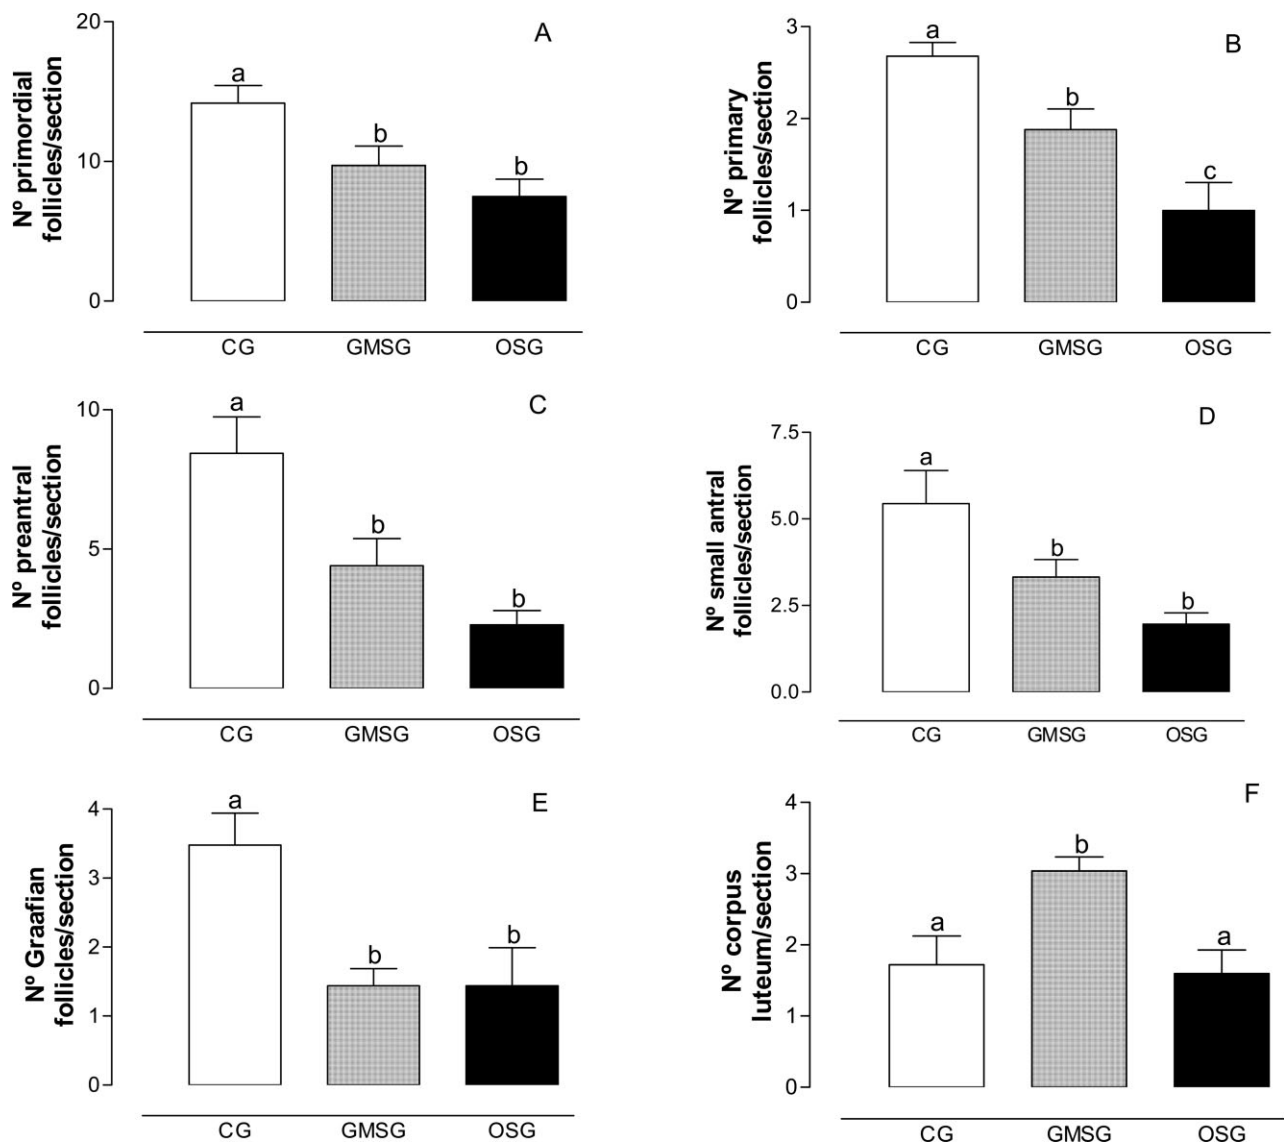 A
Nº primordial
follicles/section
20
10
0
a
b
b
CG
GMSG
OSG
B
Nº primary
follicles/section
3
2
1
0
a
b
c
CG
GMSG
OSG
C
Nº preantral
follicles/section
10
5
0
a
b
b
CG
GMSG
OSG
D
Nº small antral
follicles/section
7.5
5.0
2.5
0.0
a
b
b
CG
GMSG
OSG
E
Nº Graafian
follicles/section
4
3
2
1
0
a
b
b
CG
GMSG
OSG
F
Nº corpus
luteum/section
4
3
2
1
0
a
b
a
CG
GMSG
OSG